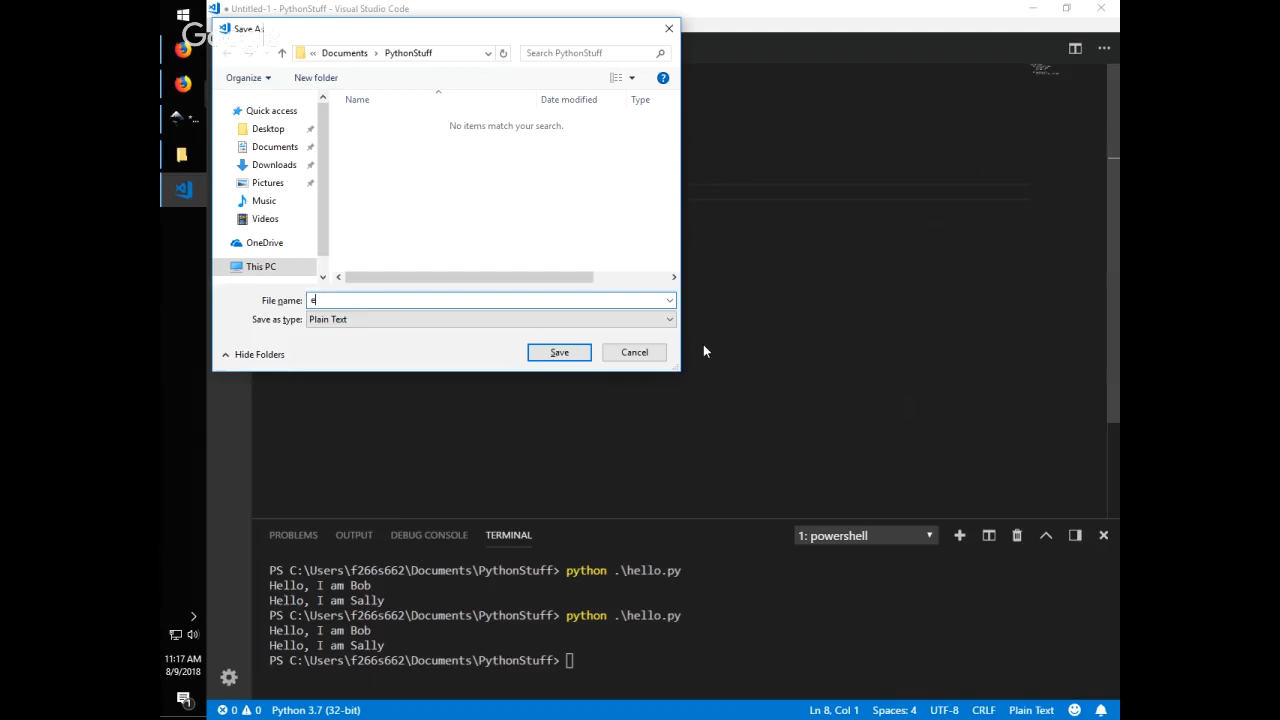 Untitled-1 - PythonStuff - Visual Studio Code
Save As
Google
« Documents › PythonStuff
Search PythonStuff
Organize
New folder
Name
Date modified
Type
No items match your search.
Quick access
Desktop
Documents
Downloads
Pictures
Music
Videos
OneDrive
This PC
File name: e
Save as type: Plain Text
Hide Folders
Save
Cancel
PROBLEMS
OUTPUT
DEBUG CONSOLE
TERMINAL
1: powershell
PS C:\Users\f266s662\Documents\PythonStuff> python .\hello.py
Hello, I am Bob
Hello, I am Sally
PS C:\Users\f266s662\Documents\PythonStuff> python .\hello.py
Hello, I am Bob
Hello, I am Sally
PS C:\Users\f266s662\Documents\PythonStuff>
11:17 AM
8/9/2018
1
0 0 Python 3.7 (32-bit)
Ln 8, Col 1 Spaces: 4 UTF-8 CRLF Plain Text